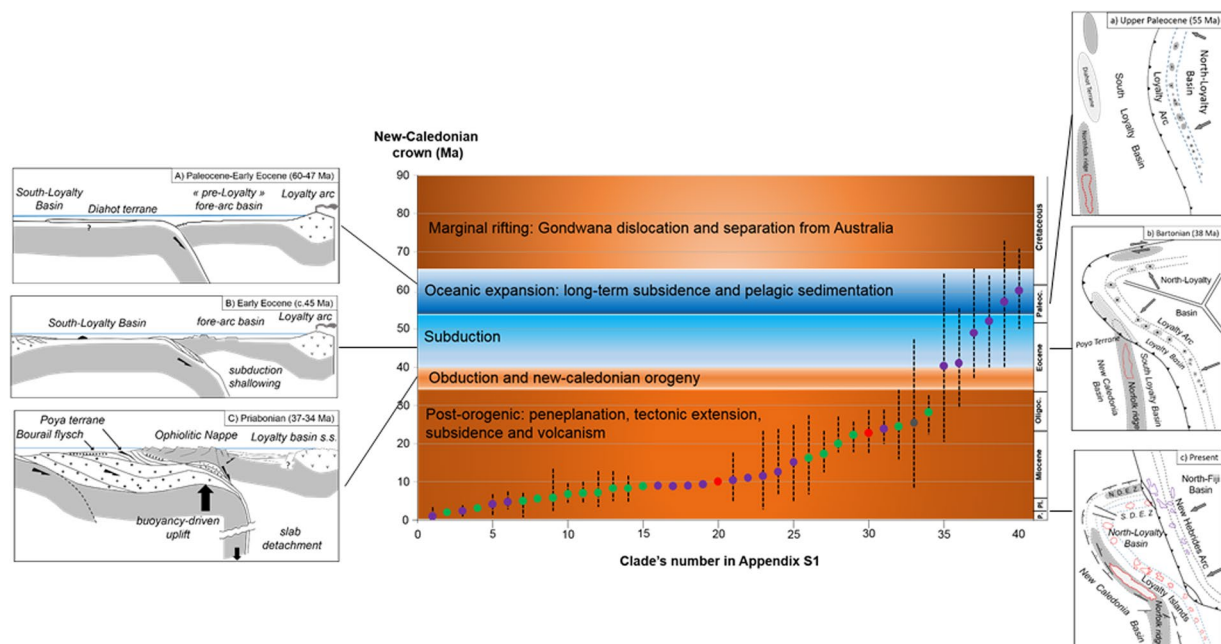 A) Paleocene-Early Eocene (60-47 Ma)
South-Loyalty Basin
Diahot terrane
« pre-Loyalty » fore-arc basin
Loyalty arc
?
B) Early Eocene (c.45 Ma)
South-Loyalty Basin
fore-arc basin
Loyalty arc
subduction shallowing
C) Priabonian (37-34 Ma)
Poya terrane
Bourail flysch
Ophiolitic Nappe
Loyalty basin s.s.
?
buoyancy-driven uplift
slab detachment
New-Caledonian
crown (Ma)
90
80
70
60
50
40
30
20
10
0
Marginal rifting: Gondwana dislocation and separation from Australia
Oceanic expansion: long-term subsidence and pelagic sedimentation
Subduction
Obduction and new-caledonian orogeny
Post-orogenic: peneplanation, tectonic extension,
subsidence and volcanism
Cretaceous
Paleoc.
Eocene
Oligoc.
Miocene
Pl.
P.
0 5 10 15 20 25 30 35 40
Clade's number in Appendix S1
a) Upper Paleocene (55 Ma)
North-Loyalty Basin
Loyalty Arc
South Loyalty Basin
Diahot Terrane
Norfolk ridge
b) Bartonian (38 Ma)
North-Loyalty
Basin
Loyalty Arc
Loyalty Basin
Poya Terrane
South Loyalty Basin
Norfolk ridge
New Caledonia Basin
c) Present
North-Fiji Basin
N.D.E.Z
S.D.E.Z
North-Loyalty Basin
New Hebrides Arc
Loyalty Islands
New Caledonia Basin
Norfolk ridge